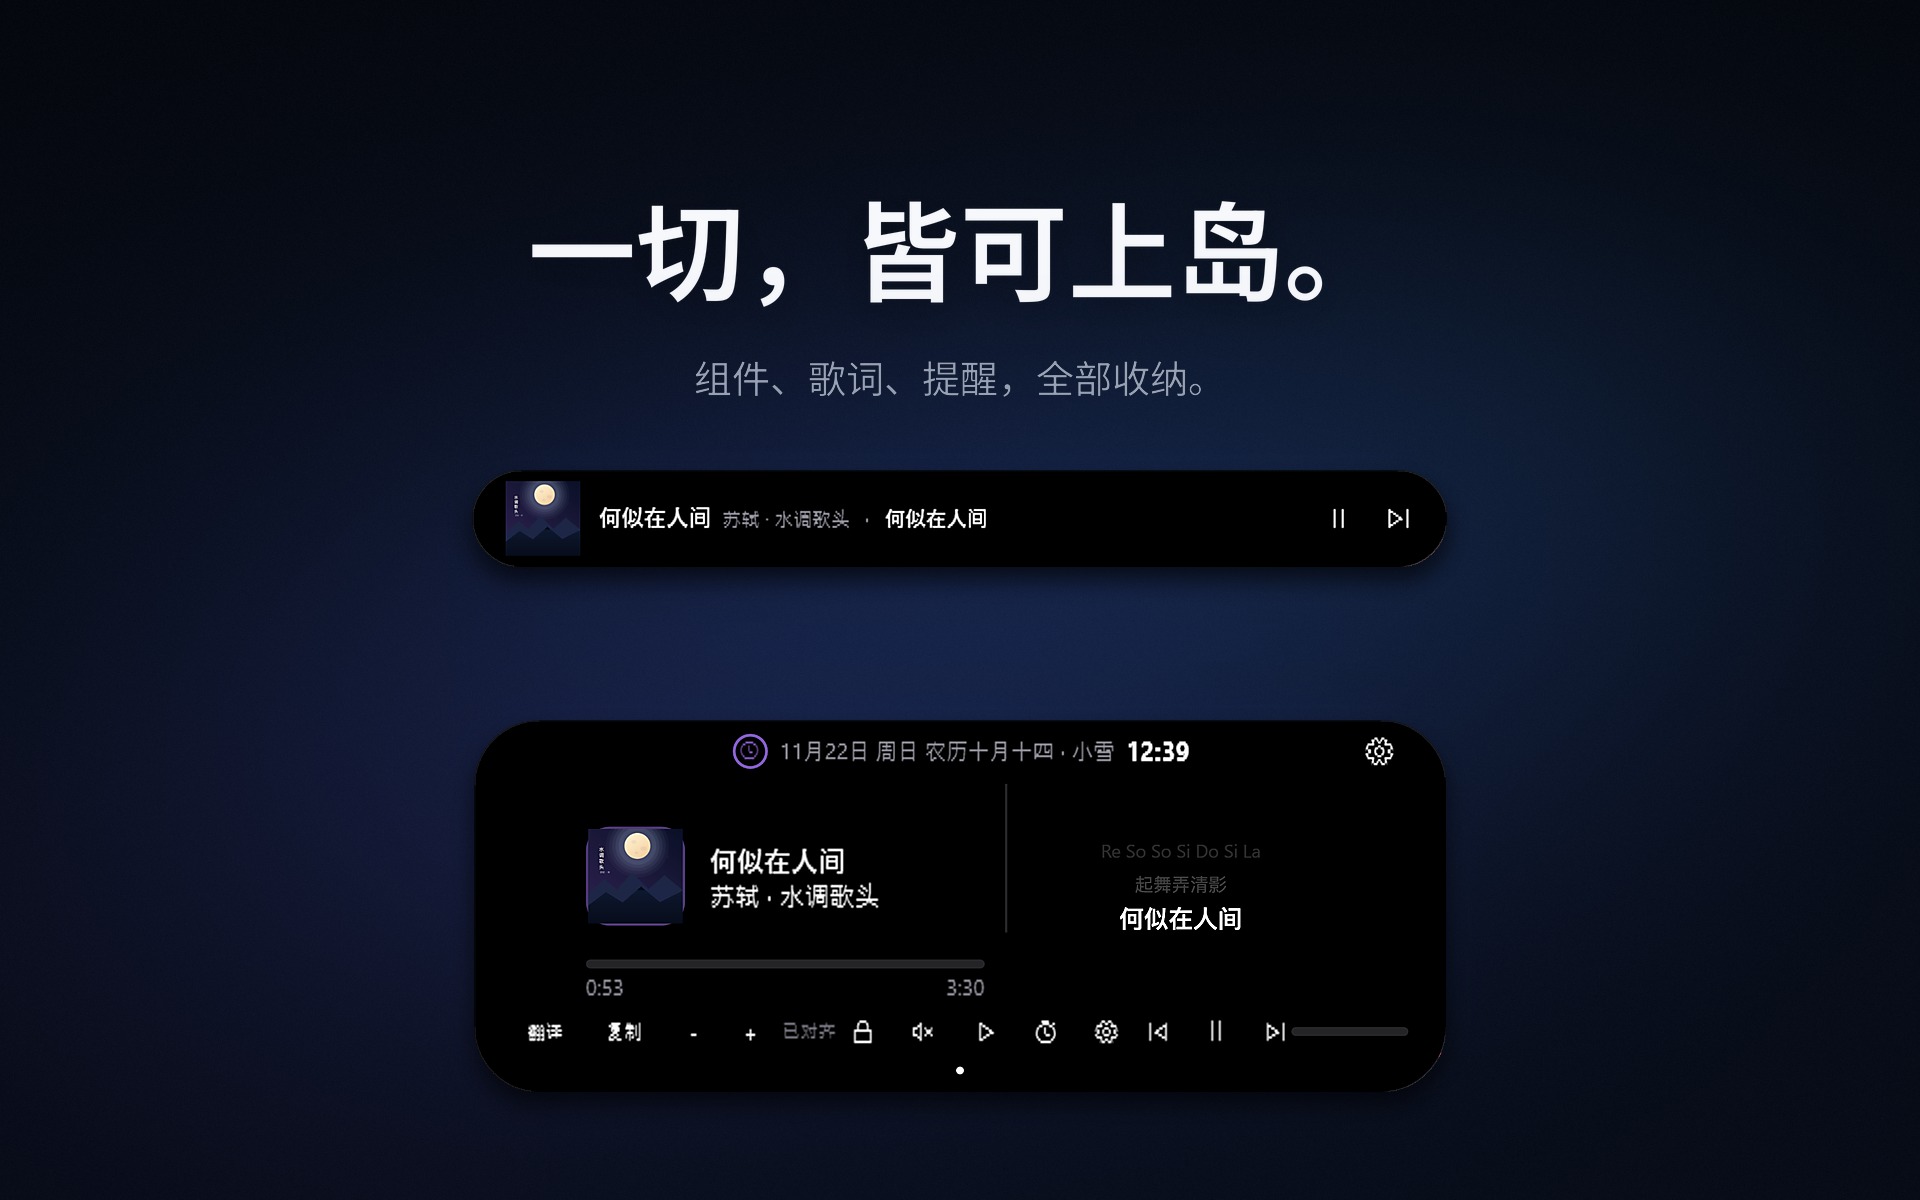 一切，皆可上岛。
组件、歌词、提醒，全部收纳。
何似在人间 苏轼 · 水调歌头 · 何似在人间
11月22日 周日 农历十月十四 · 小雪 12:39
水调歌头
何似在人间
苏轼 · 水调歌头
Re So So Si Do Si La
起舞弄清影
何似在人间
0:53 3:30
翻译 复制 - + 已对齐